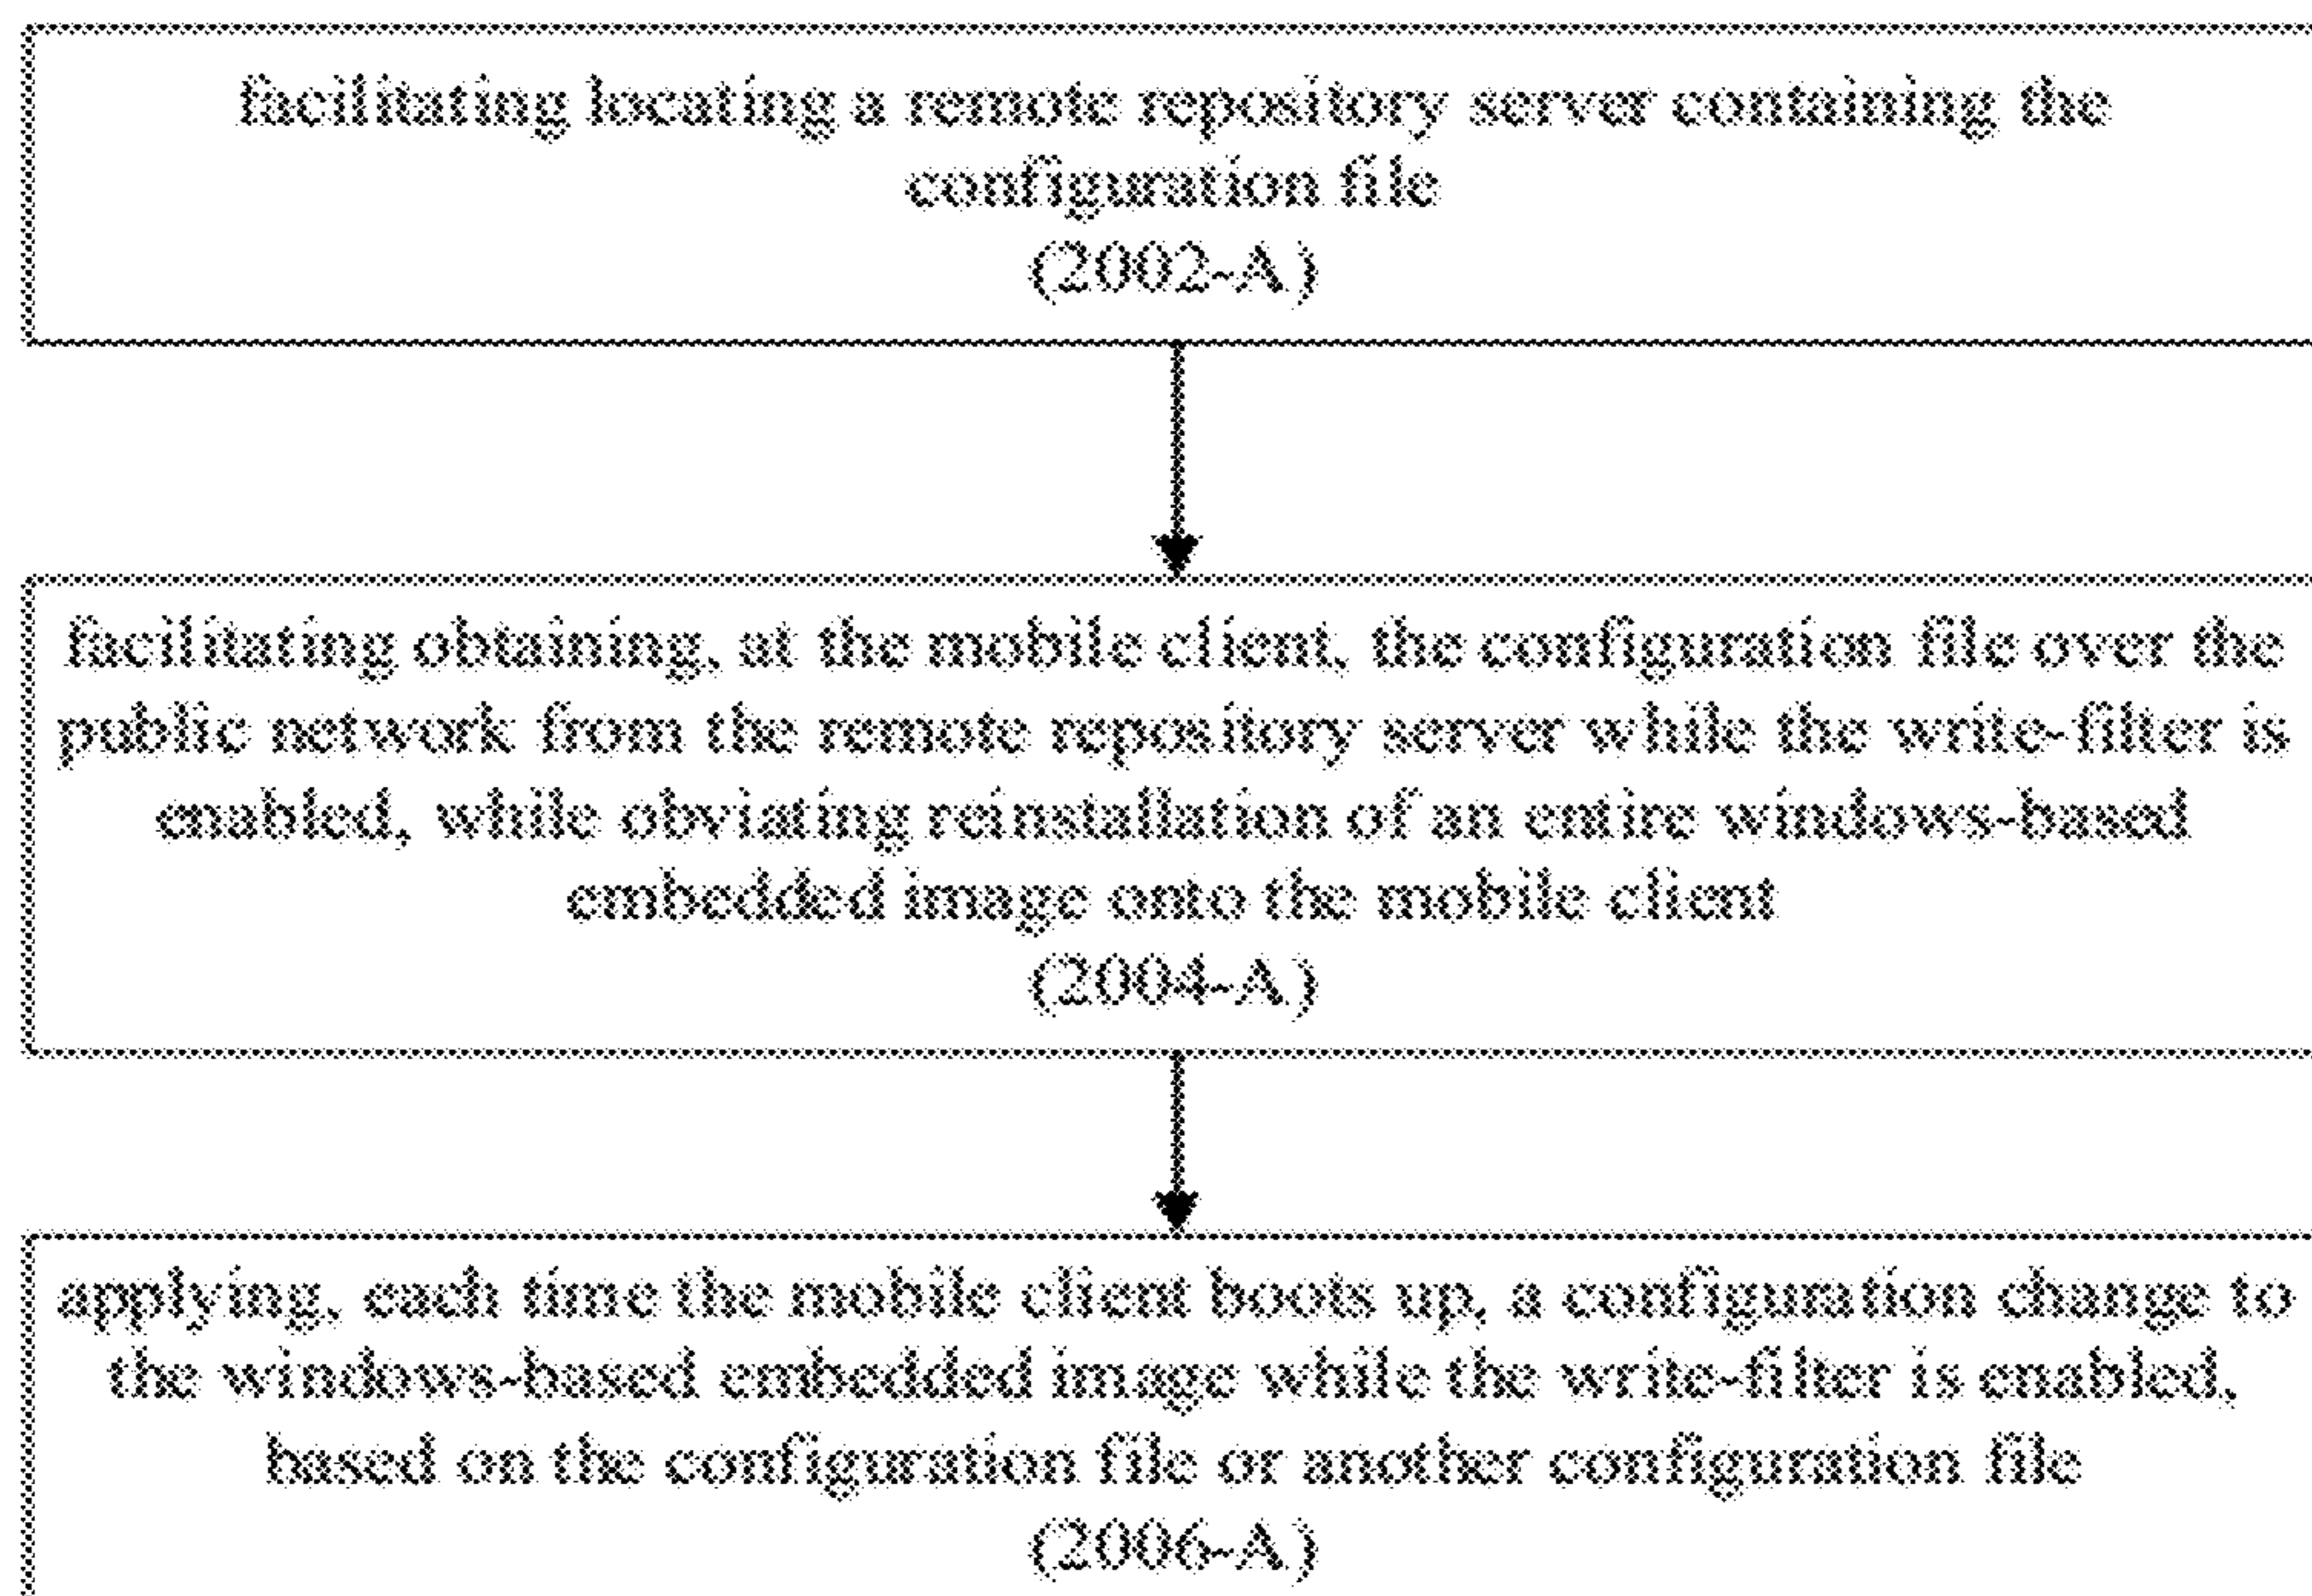 facilitating locating a remote repository server containing the
configuration file
(2002-A)
facilitating obtaining, at the mobile client, the configuration file over the
public network from the remote repository server while the write-filter is
enabled, while obviating reinstallation of an entire windows-based
embedded image onto the mobile client
(2004-A)
applying, each time the mobile client boots up, a configuration change to
the windows-based embedded image while the write-filter is enabled,
based on the configuration file or another configuration file
(2006-A)